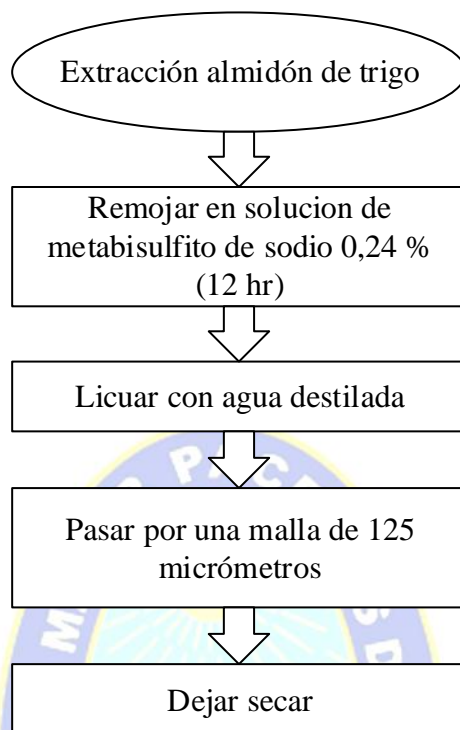 Extracción almidón de trigo
Remojar en solucion de
metabisulfito de sodio 0,24 %
(12 hr)
Licuar con agua destilada
Pasar por una malla de 125
micrómetros
Dejar secar